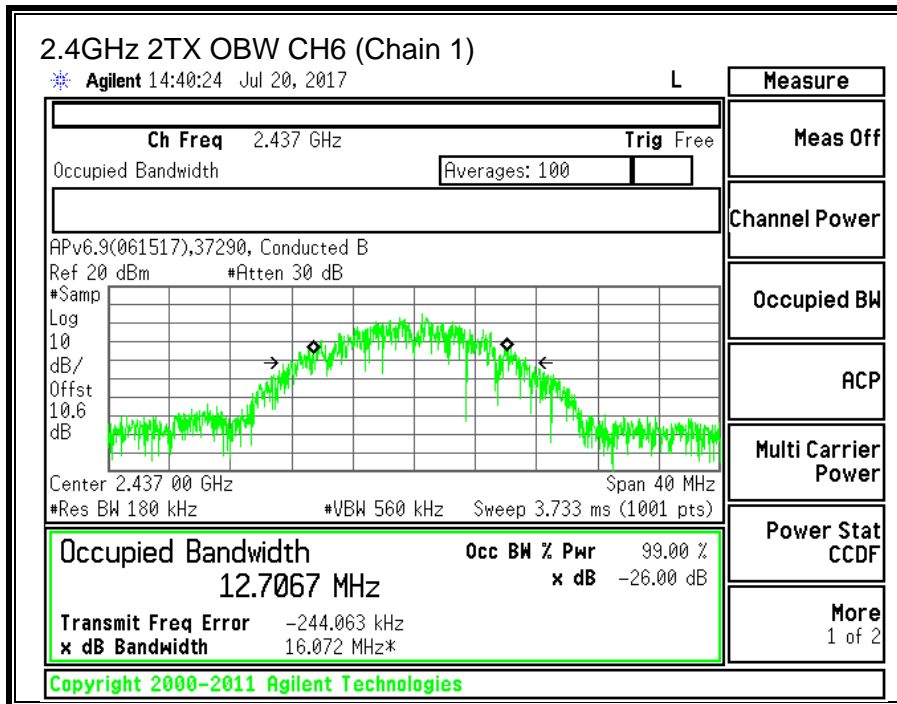 2.4GHz 2TX OBW CH6 (Chain 1)
Agilent 14:40:24 Jul 20, 2017 L
Measure
Ch Freq 2.437 GHz Trig Free
Meas Off
Occupied Bandwidth Averages: 100
Channel Power
APv6.9(061517),37290, Conducted B
Ref 20 dBm #Atten 30 dB
#Samp
Log
10
dB/
Offst
10.6
dB
Occupied BW
ACP
Multi Carrier
Power
Center 2.437 00 GHz Span 40 MHz
#Res BW 180 kHz #VBW 560 kHz Sweep 3.733 ms (1001 pts)
Power Stat
CCDF
Occupied Bandwidth Occ BW % Pwr 99.00 %
12.7067 MHz x dB -26.00 dB
Transmit Freq Error -244.063 kHz
x dB Bandwidth 16.072 MHz*
More
1 of 2
Copyright 2000-2011 Agilent Technologies